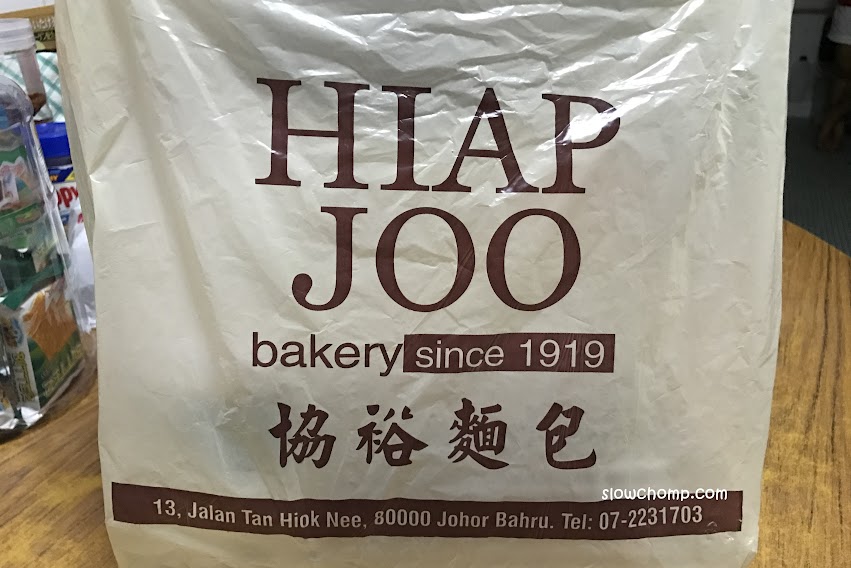 HIAP
JOO
bakery since 1919
協裕麵包
slowchomp.com
13, Jalan Tan Hiok Nee, 80000 Johor Bahru. Tel: 07-2231703